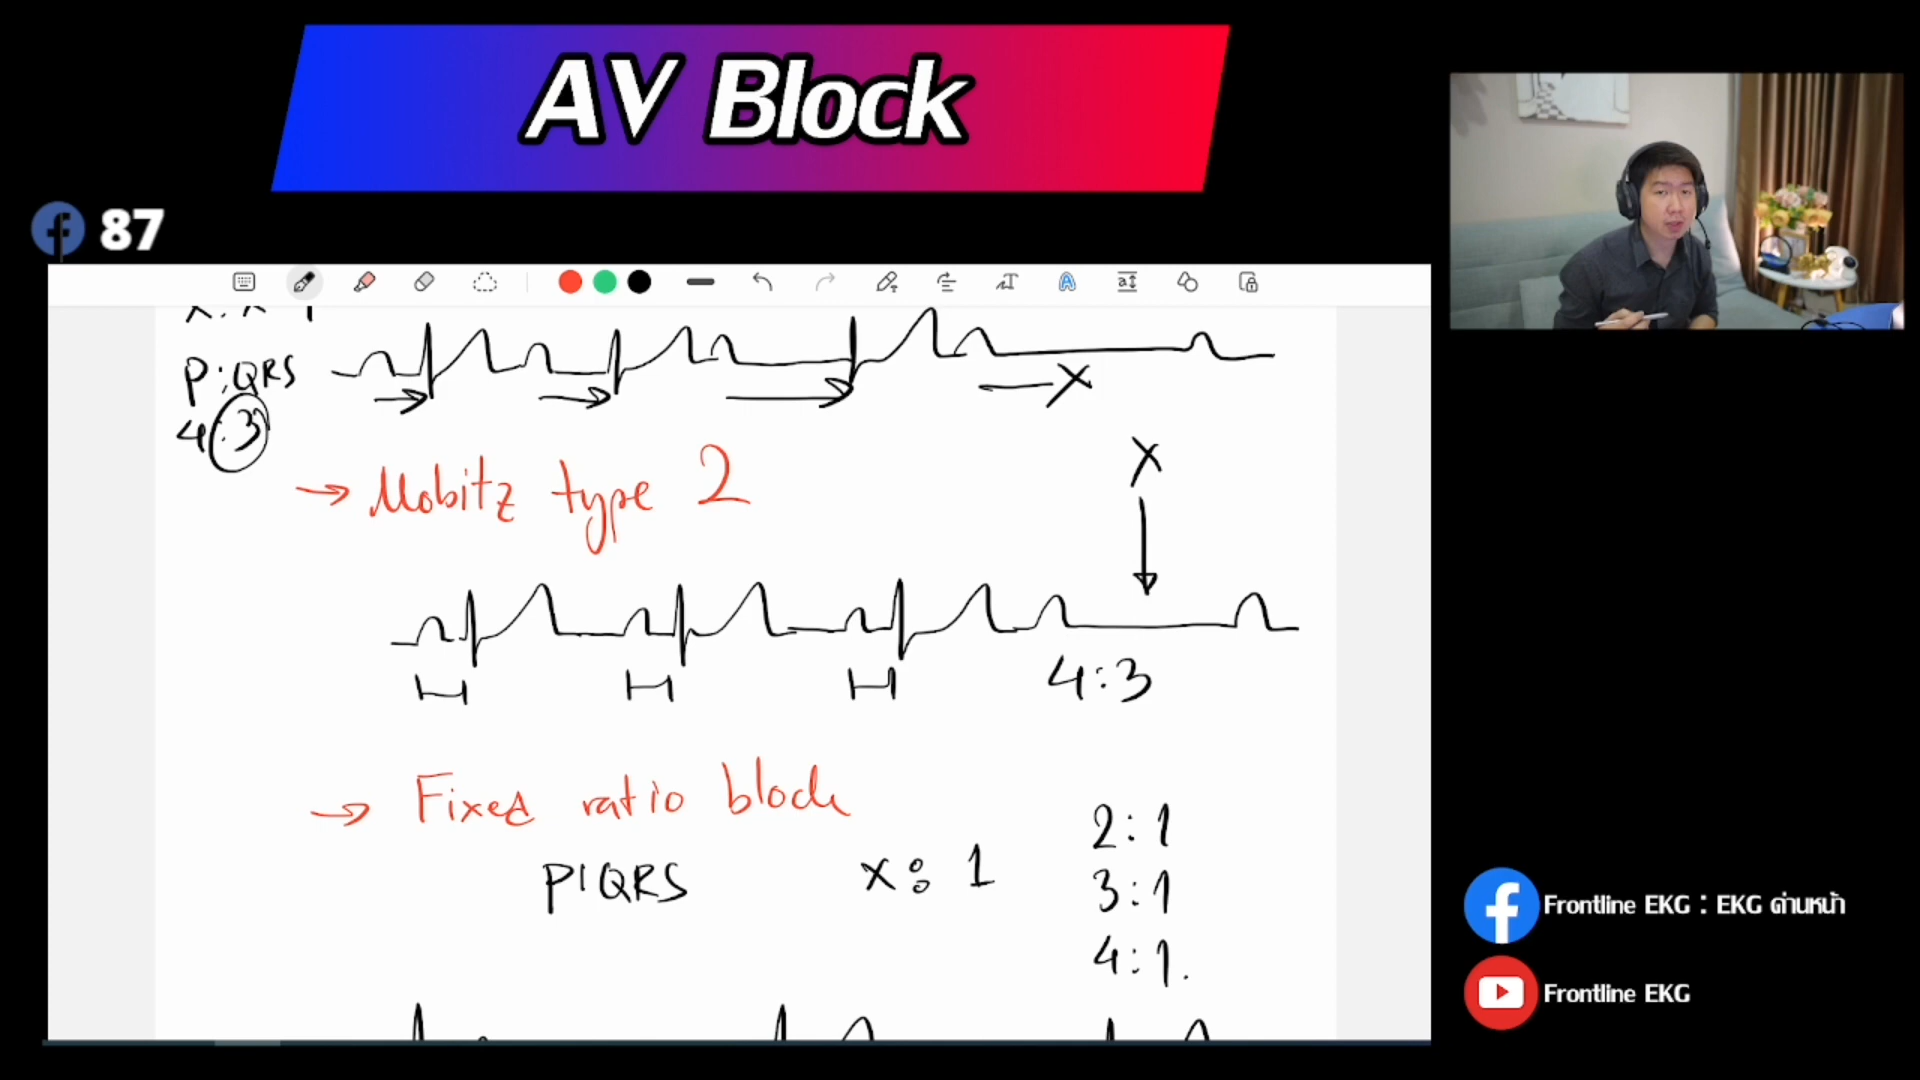 AV Block
87
P:QRS
4:3
X
→ Mobitz type 2
X
4:3
→ Fixed ratio block
P:QRS x: 1
2:1
3:1
4:1.
Frontline EKG : EKG ด่านหน้า
Frontline EKG